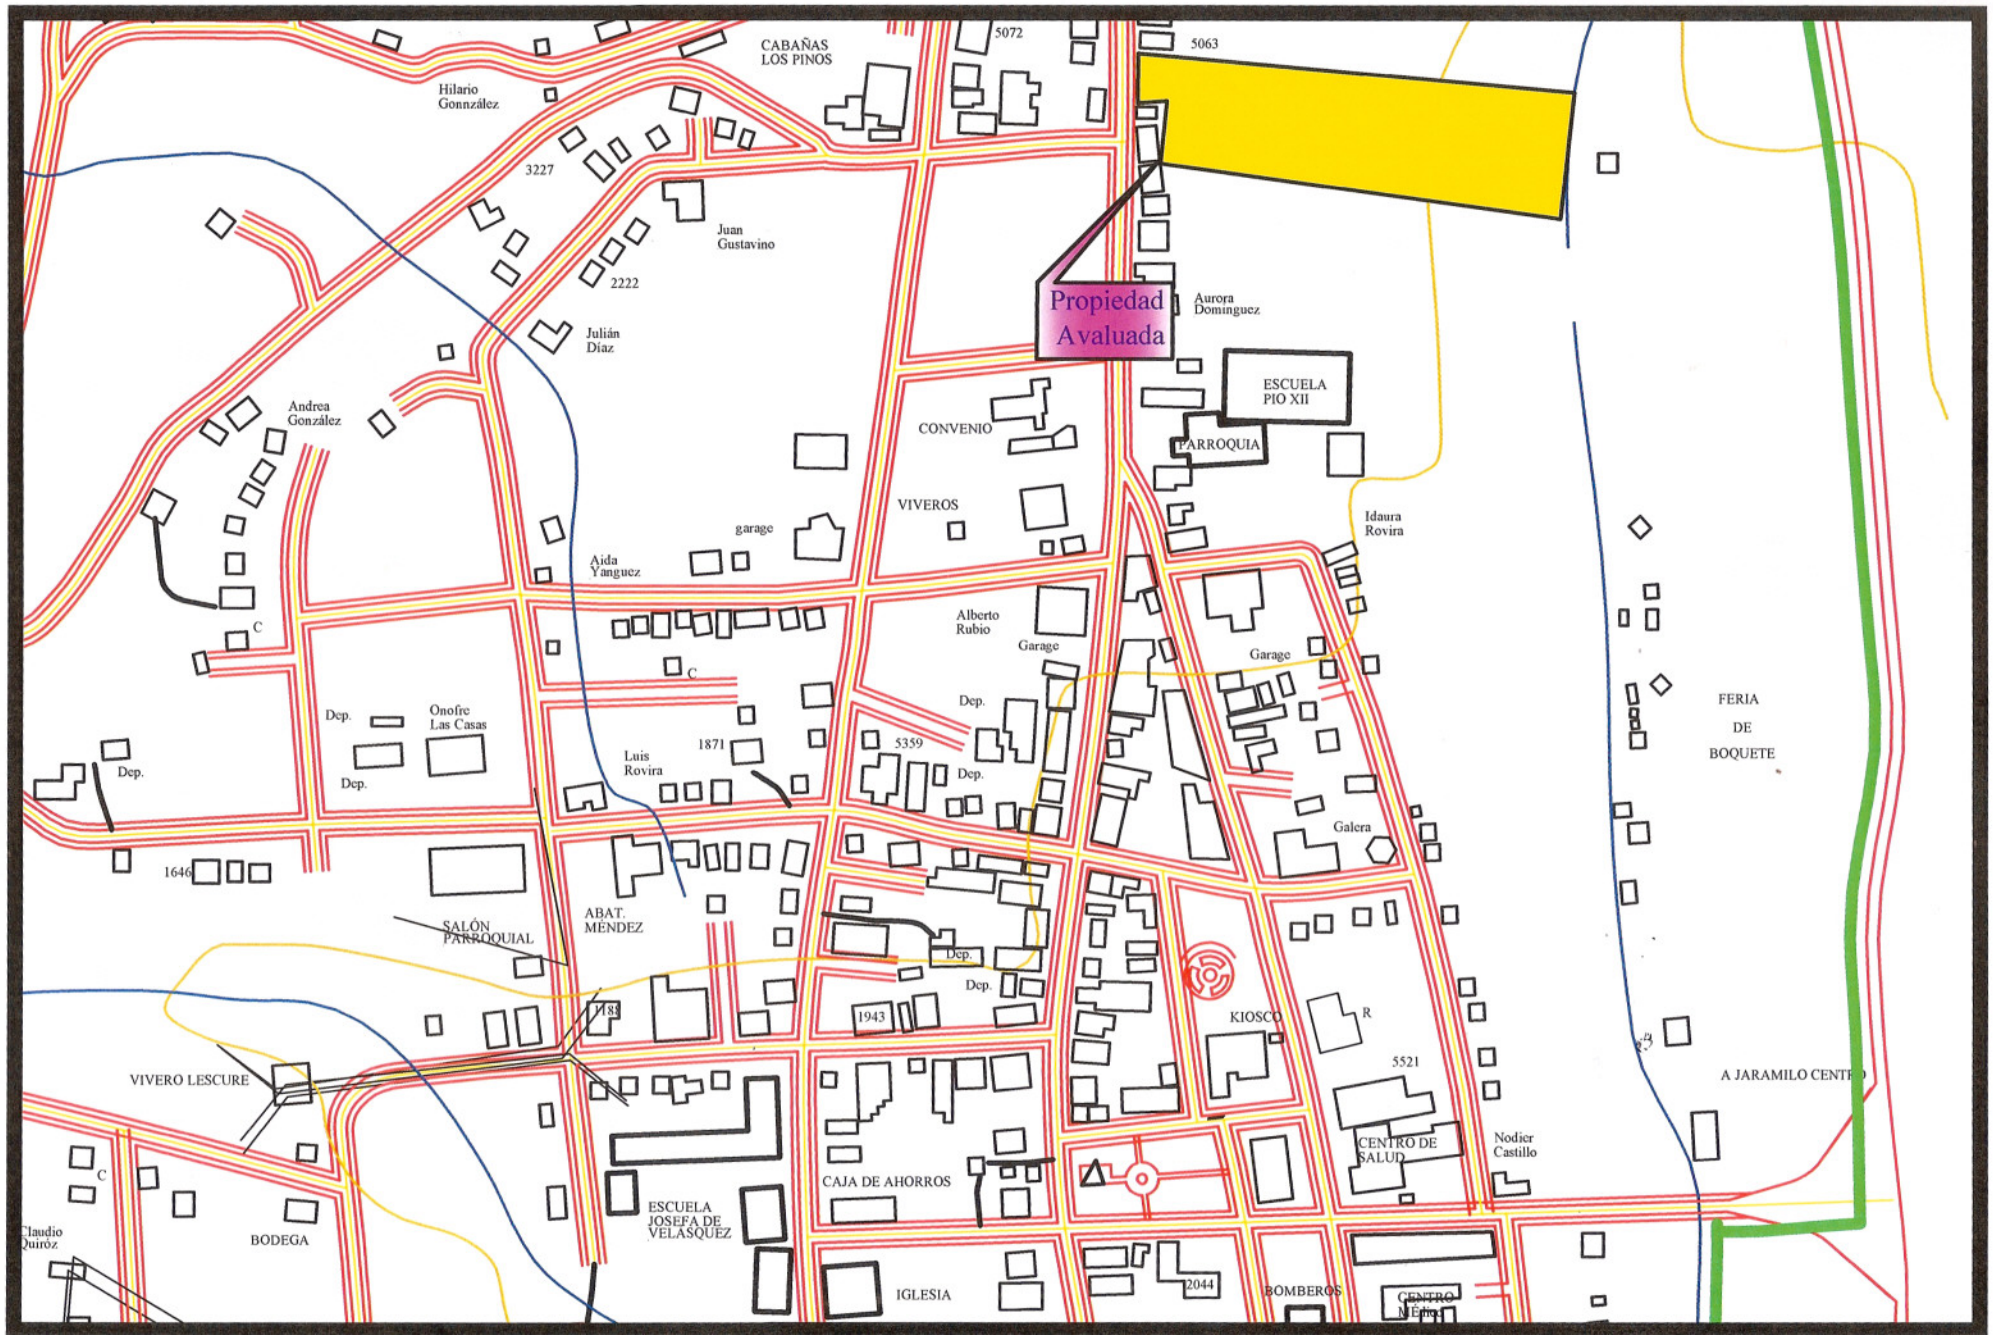 5072
5063
CABAÑAS
LOS PINOS
Hilario
Gonnzález
3227
Juan
Gustavino
2222
Propiedad
Avaluada
Aurora
Dominguez
Julián
Díaz
ESCUELA
PIO XII
Andrea
González
CONVENIO
PARROQUIA
VIVEROS
garage
Idaura
Rovira
Aida
Yanguez
Alberto
Rubio
C
Garage
Garage
C
Dep.
Onofre
Las Casas
Dep.
FERIA
DE
BOQUETE
1871
5359
Luis
Rovira
Dep.
Dep.
Dep.
Galera
1646
SALÓN
PARROQUIAL
ABAT.
MÉNDEZ
Dep.
Dep.
1943
KIOSCO
R
5521
VIVERO LESCURE
A JARAMILO CENTRO
CENTRO DE
SALUD
Nodier
Castillo
C
CAJA DE AHORROS
ESCUELA
JOSEFA DE
VELASQUEZ
Claudio
Quiróz
BODEGA
2044
BOMBEROS
IGLESIA
CENTRO
MÉdico